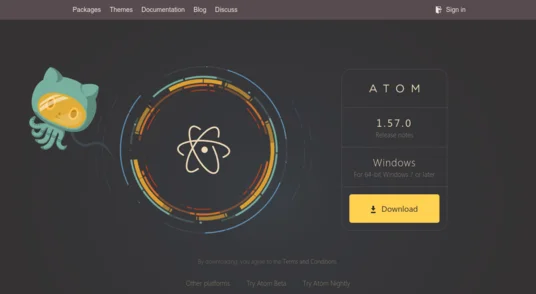 Packages Themes Documentation Blog Discuss Sign in
ATOM
1.57.0
Release notes
Windows
For 64-bit Windows 7 or later
Download
By downloading, you agree to the Terms and Conditions.
Other platforms Try Atom Beta Try Atom Nightly